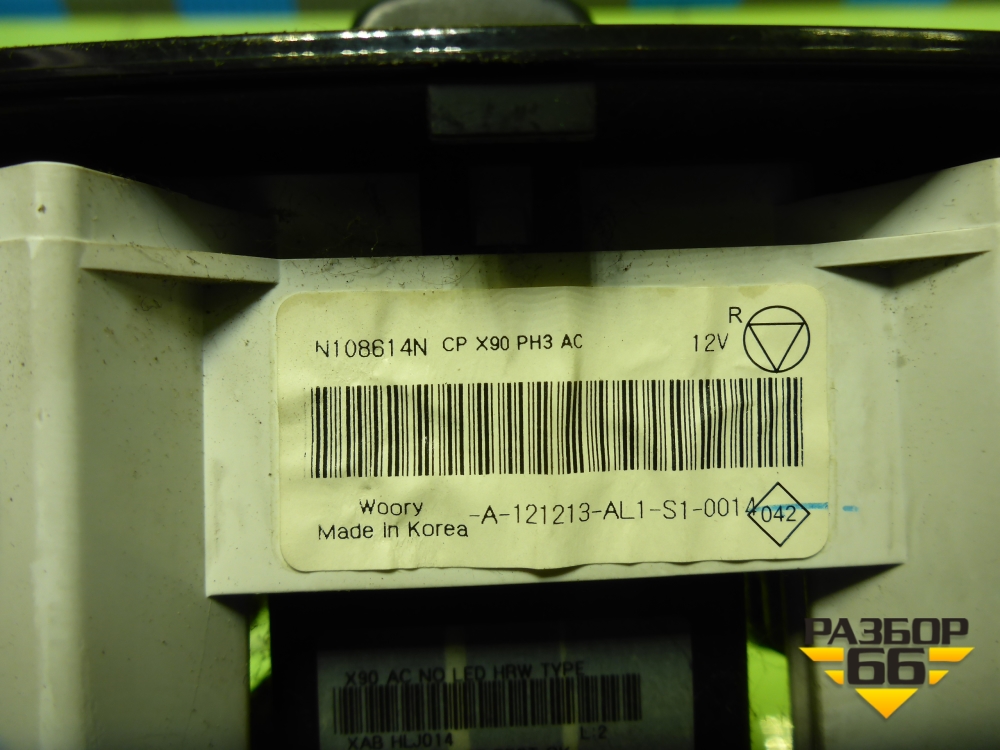 N108614N CP X90 PH3 AC
R
12V
Woory
Made In Korea
-A-121213-AL1-S1-0014
042
X90 AC NO LED HRW TYPE
XAB HLJ014
L:2
РАЗБОР
66